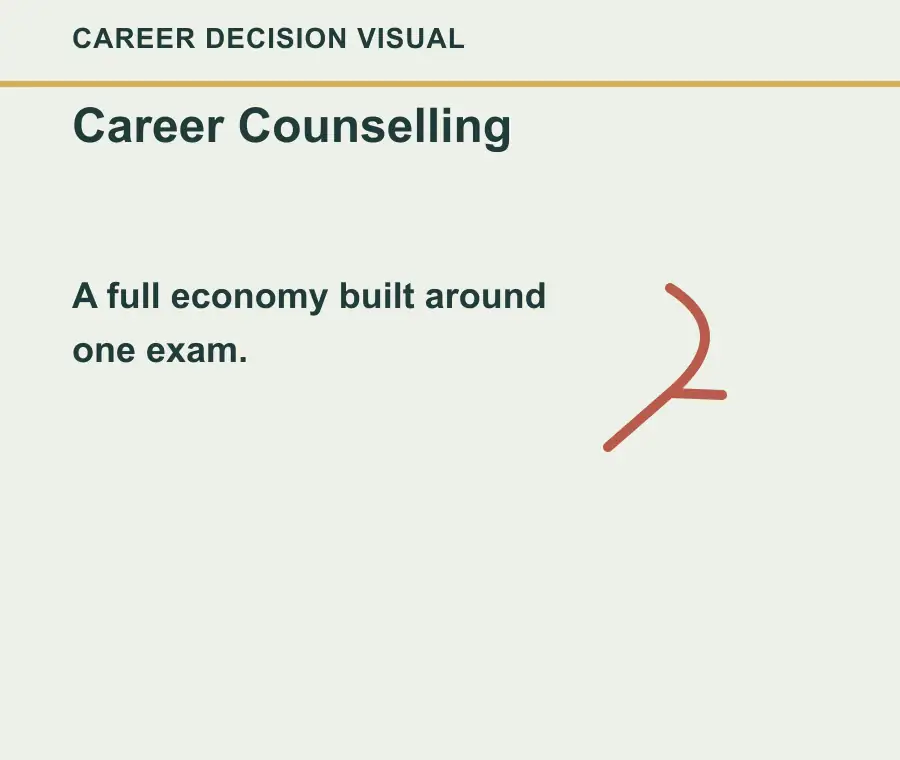 CAREER DECISION VISUAL
Career Counselling
A full economy built around
one exam.